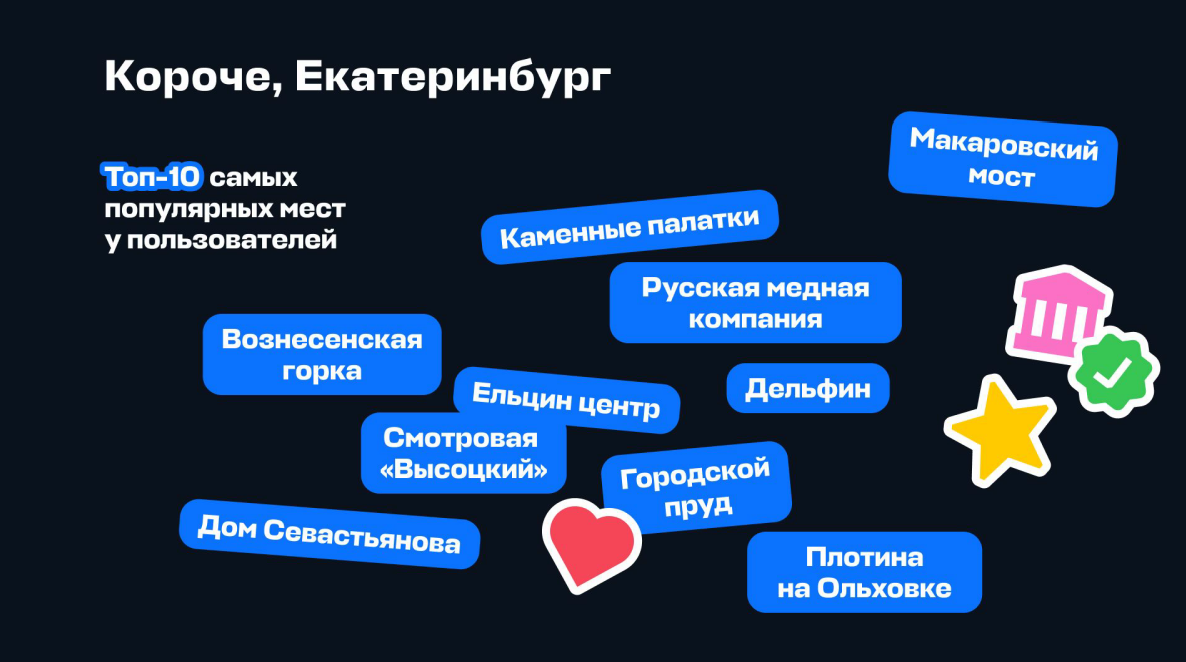 Короче, Екатеринбург
Топ-10 самых
популярных мест
у пользователей
Макаровский
мост
Каменные палатки
Русская медная
компания
Вознесенская
горка
Ельцин центр
Дельфин
Смотровая
«Высоцкий»
Городской
пруд
Дом Севастьянова
Плотина
на Ольховке